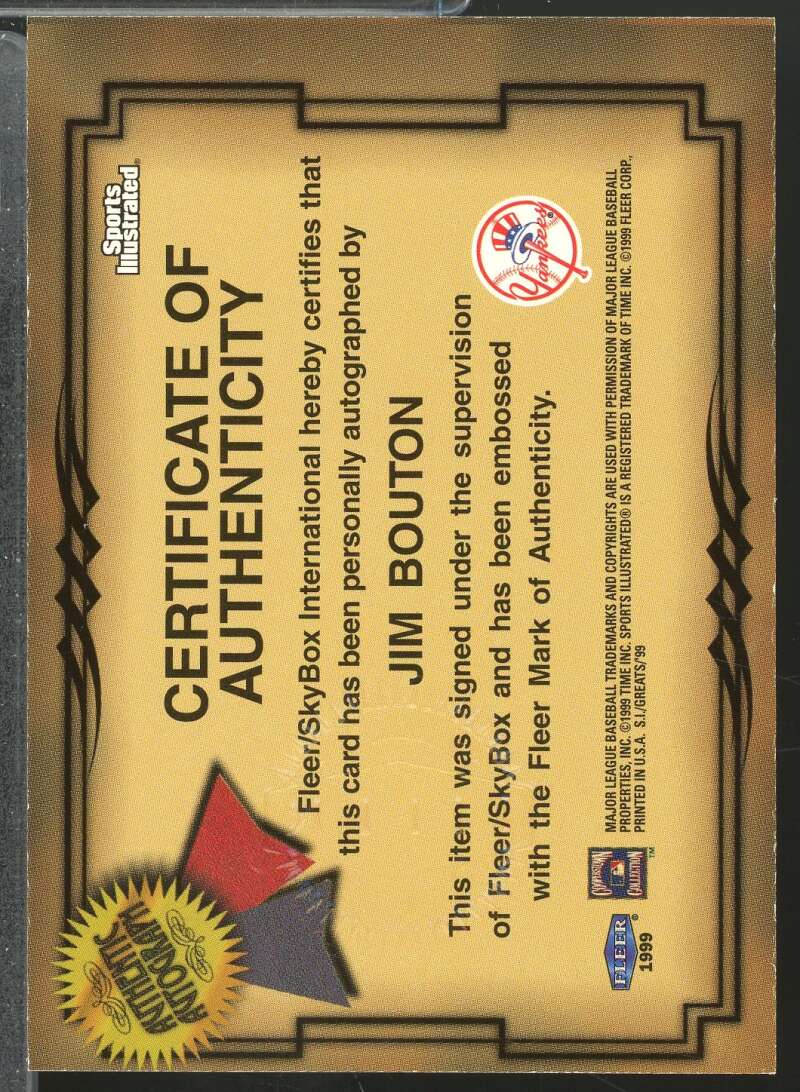 AUTHENTIC
AUTOGRAPH
Sports
Illustrated®
CERTIFICATE OF
AUTHENTICITY
Fleer/SkyBox International hereby certifies that
this card has been personally autographed by
JIM BOUTON
This item was signed under the supervision
of Fleer/SkyBox and has been embossed
with the Fleer Mark of Authenticity.
Yankees®
FLEER®
1999
COOPERSTOWN
COLLECTION
™
MAJOR LEAGUE BASEBALL TRADEMARKS AND COPYRIGHTS ARE USED WITH PERMISSION OF MAJOR LEAGUE BASEBALL
PROPERTIES, INC. ©1999 TIME INC. SPORTS ILLUSTRATED® IS A REGISTERED TRADEMARK OF TIME INC. ©1999 FLEER CORP.,
PRINTED IN U.S.A. S.I./GREATS/'99